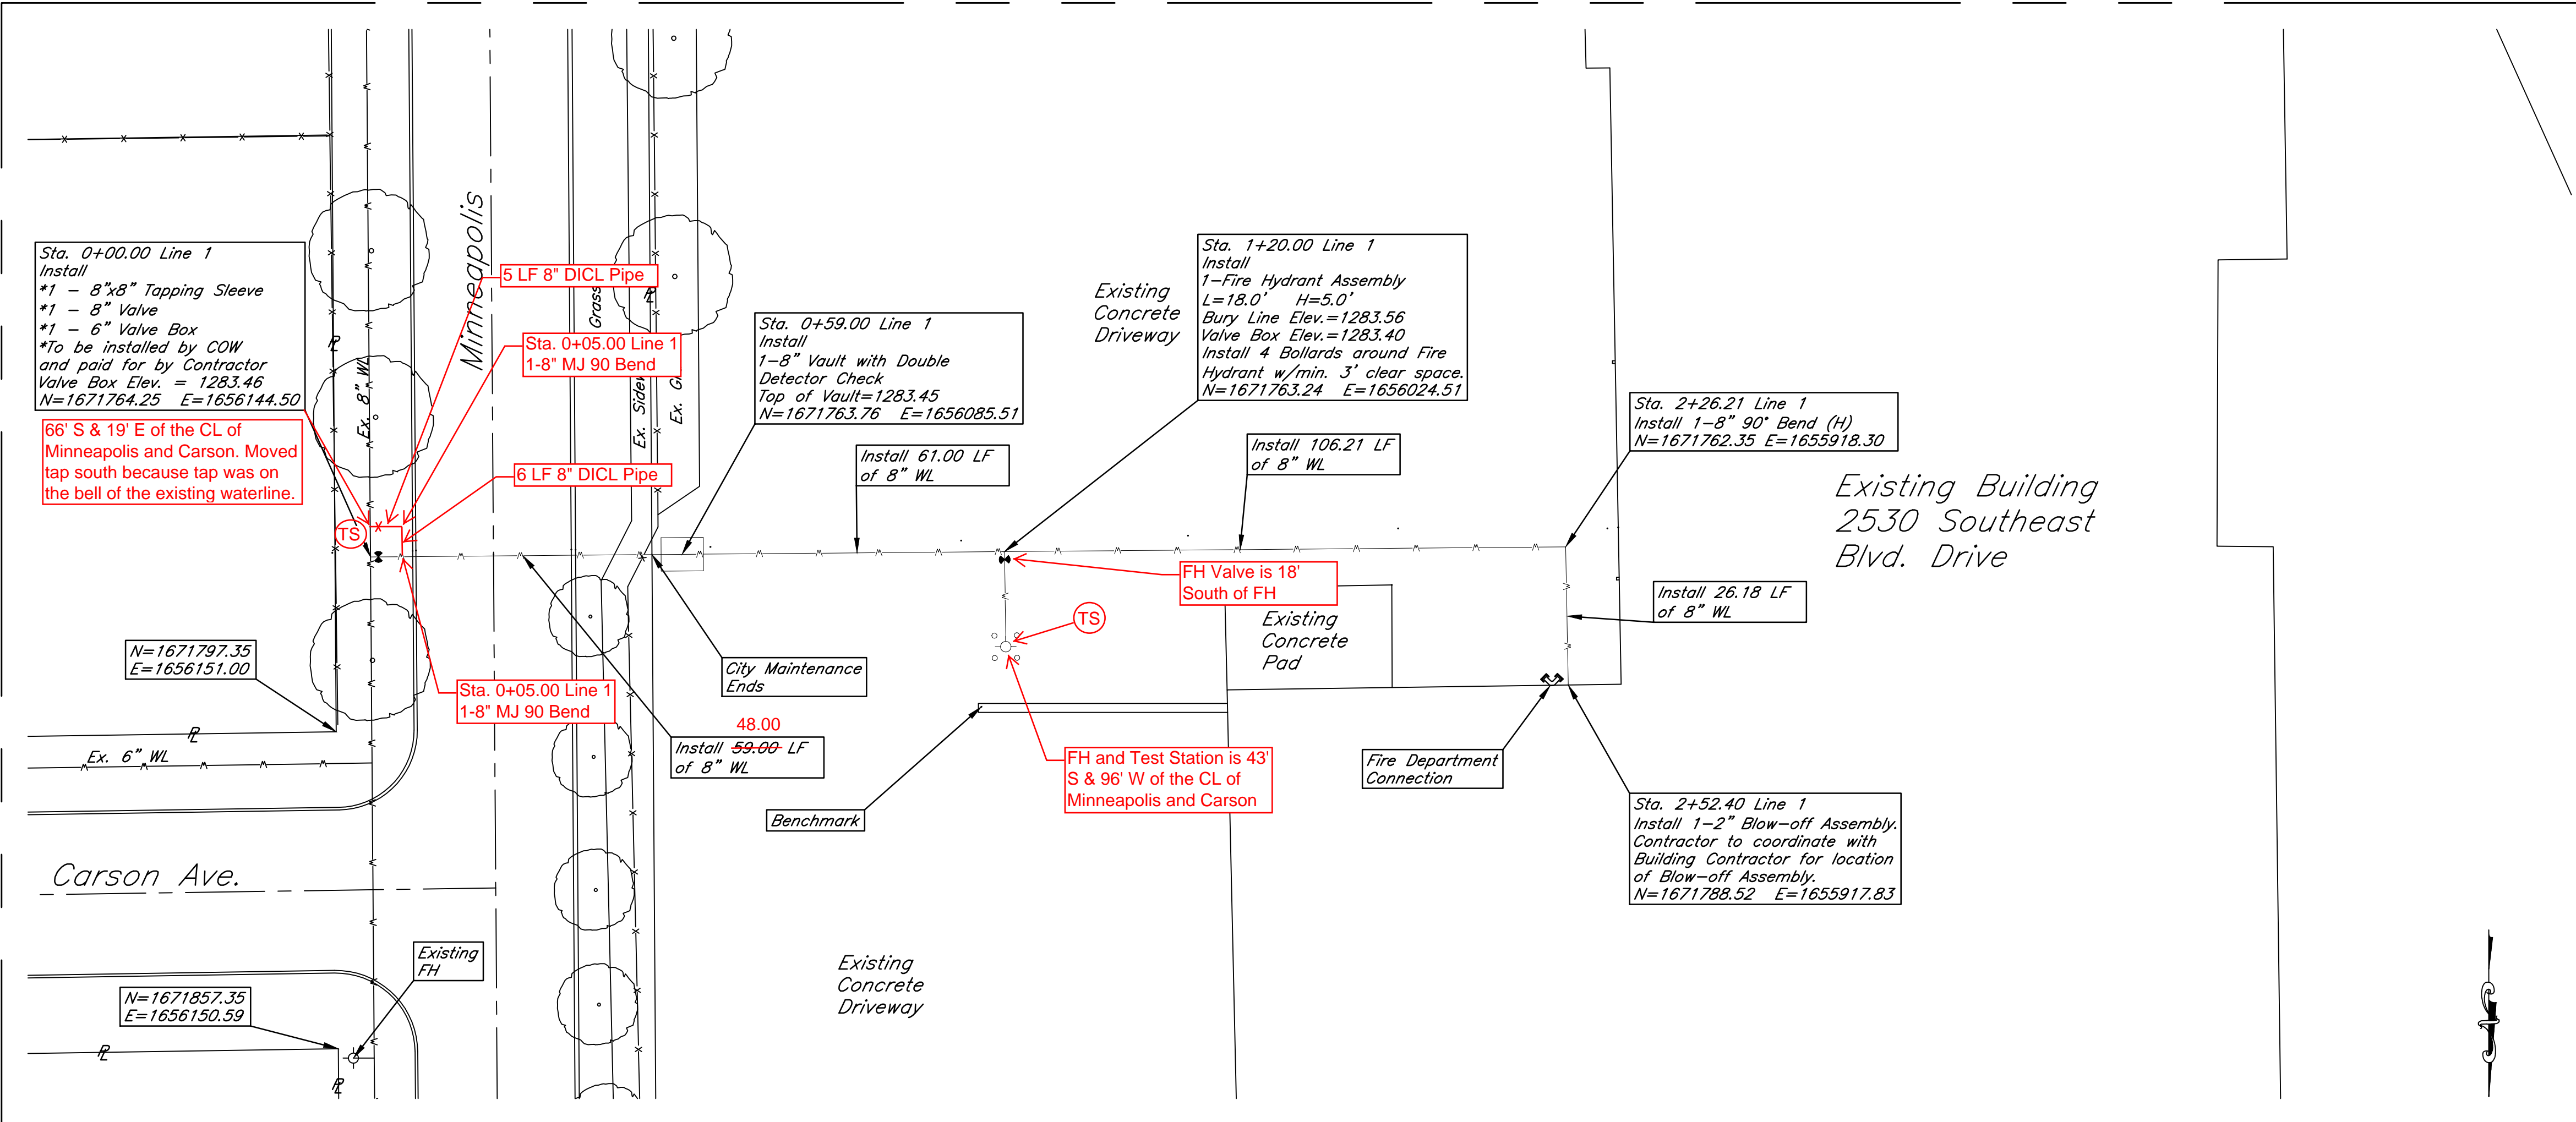 Sta. 0+00.00 Line 1
Install
*1 - 8"x8" Tapping Sleeve
*1 - 8" Valve
*1 - 6" Valve Box
*To be installed by COW
and paid for by Contractor
Valve Box Elev. = 1283.46
N=1671764.25 E=1656144.50
66' S & 19' E of the CL of
Minneapolis and Carson. Moved
tap south because tap was on
the bell of the existing waterline.
TS
PL
Ex. 8" WL
Minneapolis
5 LF 8" DICL Pipe
Sta. 0+05.00 Line 1
1-8" MJ 90 Bend
6 LF 8" DICL Pipe
Grass
Ex. Sidew
Ex. G
PL
Sta. 0+59.00 Line 1
Install
1-8" Vault with Double
Detector Check
Top of Vault=1283.45
N=1671763.76 E=1656085.51
Install 61.00 LF
of 8" WL
Existing
Concrete
Driveway
Sta. 1+20.00 Line 1
Install
1-Fire Hydrant Assembly
L=18.0' H=5.0'
Bury Line Elev.=1283.56
Valve Box Elev.=1283.40
Install 4 Bollards around Fire
Hydrant w/min. 3' clear space.
N=1671763.24 E=1656024.51
Install 106.21 LF
of 8" WL
Sta. 2+26.21 Line 1
Install 1-8" 90° Bend (H)
N=1671762.35 E=1655918.30
Existing Building
2530 Southeast
Blvd. Drive
FH Valve is 18'
South of FH
TS
Existing
Concrete
Pad
Install 26.18 LF
of 8" WL
N=1671797.35
E=1656151.00
Sta. 0+05.00 Line 1
1-8" MJ 90 Bend
City Maintenance
Ends
48.00
Install 59.00 LF
of 8" WL
PL
Ex. 6" WL
Benchmark
FH and Test Station is 43'
S & 96' W of the CL of
Minneapolis and Carson
Fire Department
Connection
Sta. 2+52.40 Line 1
Install 1-2" Blow-off Assembly.
Contractor to coordinate with
Building Contractor for location
of Blow-off Assembly.
N=1671788.52 E=1655917.83
Carson Ave.
Existing
FH
N=1671857.35
E=1656150.59
PL
PL
Existing
Concrete
Driveway